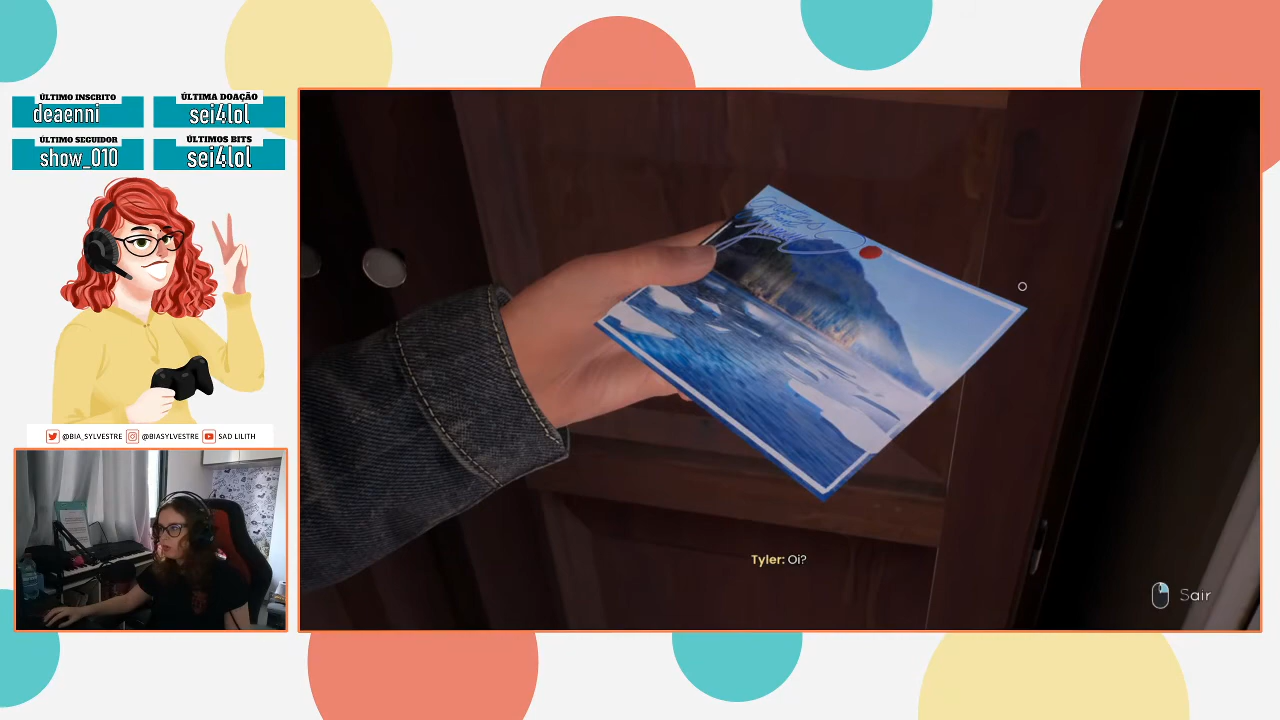 ÚLTIMO INSCRITO
deaenni
ÚLTIMA DOAÇÃO
sei4lol
ÚLTIMO SEGUIDOR
show_010
ÚLTIMOS BITS
sei4lol
@BIA_SYLVESTRE @BIASYLVESTRE SAD LILITH
Tyler: Oi?
Sair